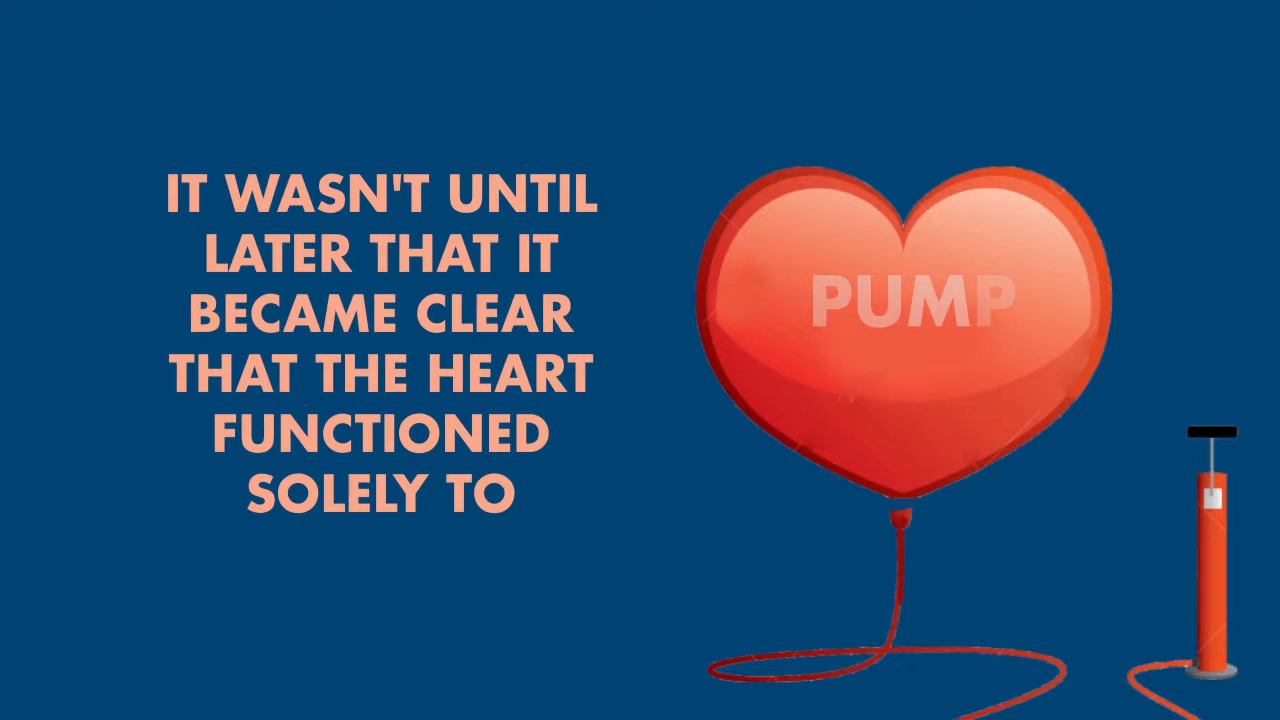 IT WASN'T UNTIL
LATER THAT IT
BECAME CLEAR
THAT THE HEART
FUNCTIONED
SOLELY TO
PUMP